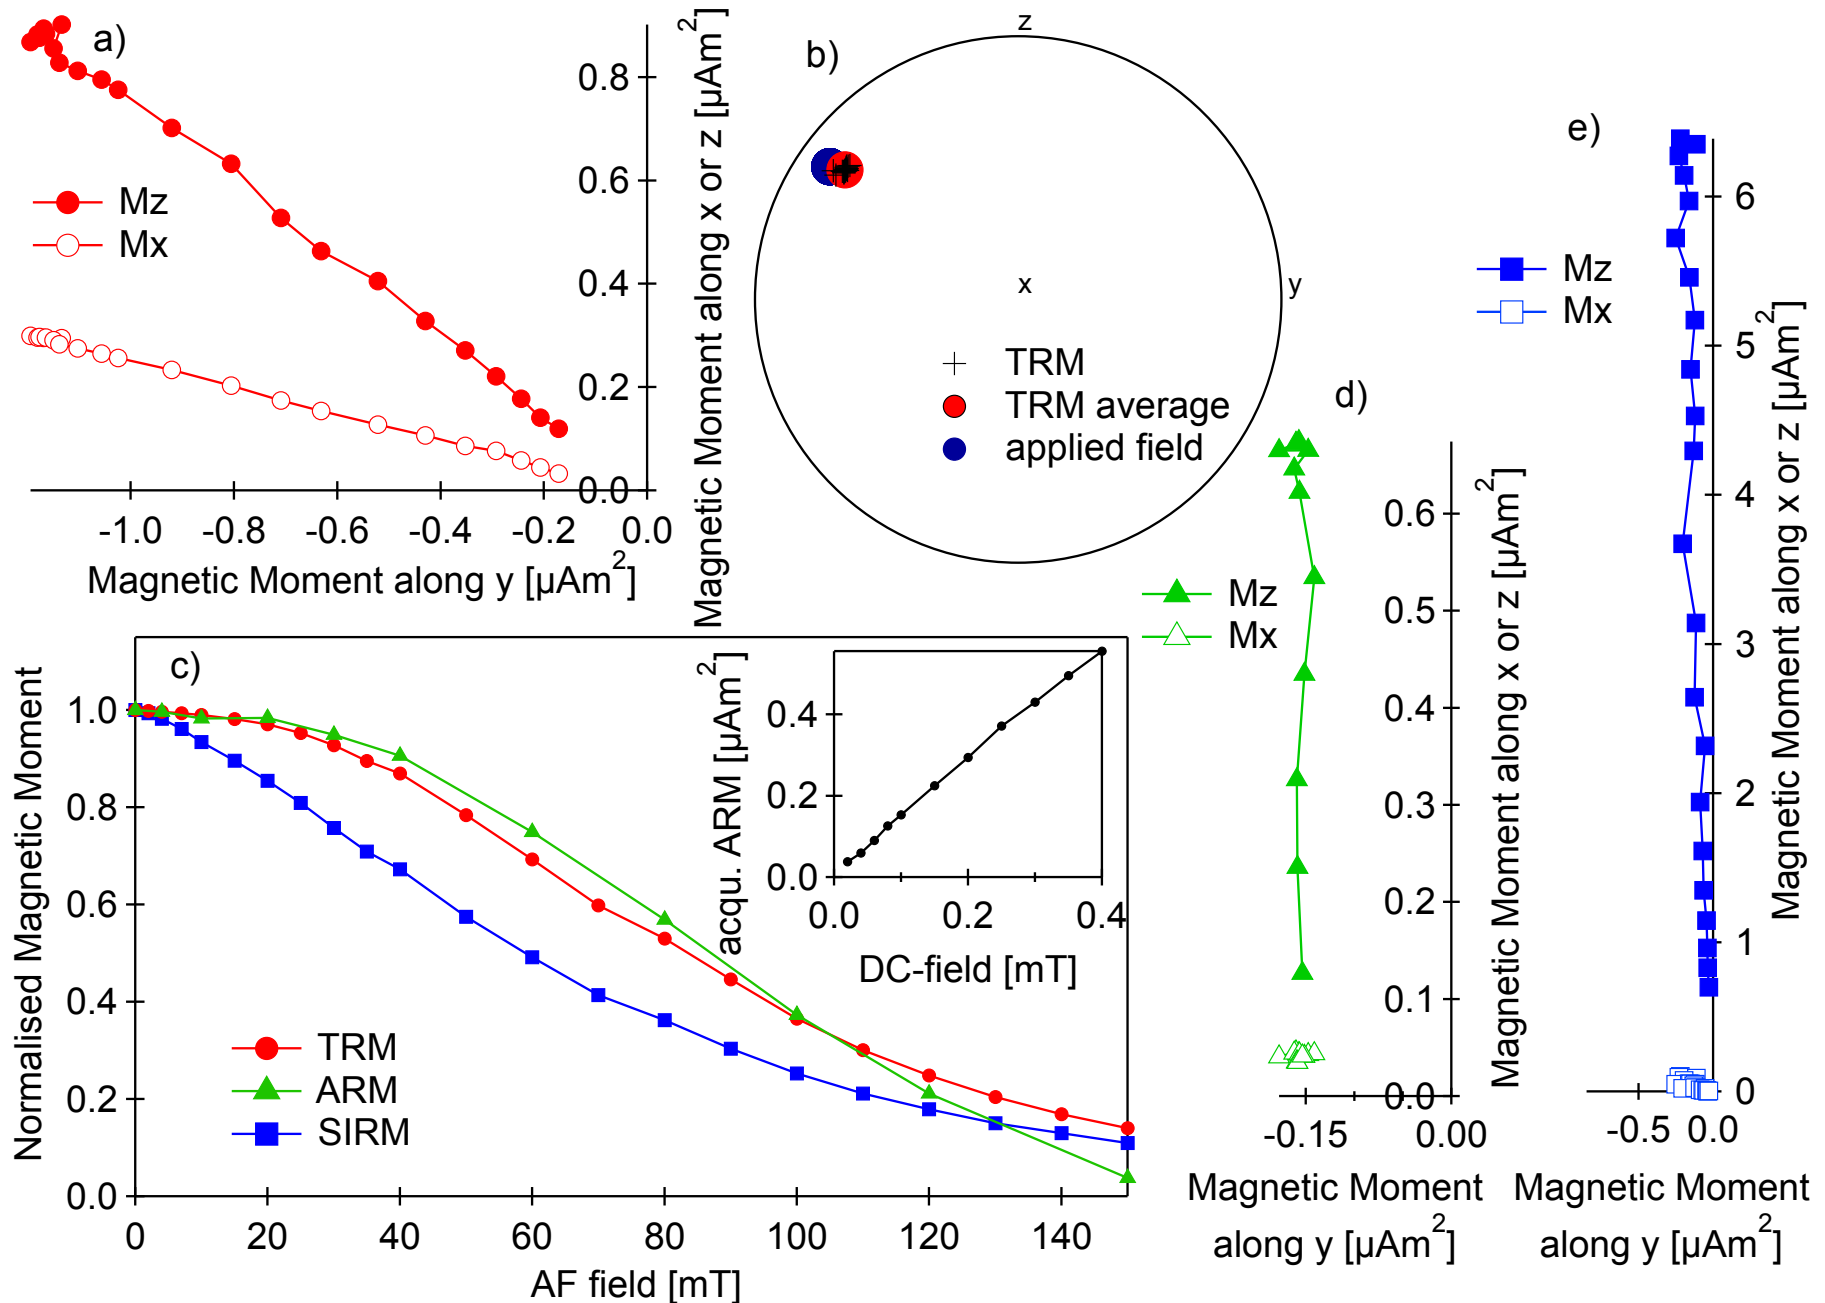 a)
0.8
0.6
0.4
0.2
0.0
-1.0 -0.8 -0.6 -0.4 -0.2 0.0
Magnetic Moment along y [µAm2]
Magnetic Moment along x or z [µAm2]
Mz
Mx
b)
z
x
y
TRM
TRM average
applied field
c)
Normalised Magnetic Moment
1.0
0.8
0.6
0.4
0.2
0.0
0 20 40 60 80 100 120 140
AF field [mT]
TRM
ARM
SIRM
acqu. ARM [µAm2]
0.4
0.2
0.0
0.0 0.2 0.4
DC-field [mT]
d)
Mz
Mx
0.6
0.5
0.4
0.3
0.2
0.1
0.0
-0.15 0.00
Magnetic Moment
along y [µAm2]
Magnetic Moment along x or z [µAm2]
e)
Mz
Mx
6
5
4
3
2
1
0
-0.5 0.0
Magnetic Moment
along y [µAm2]
Magnetic Moment along x or z [µAm2]